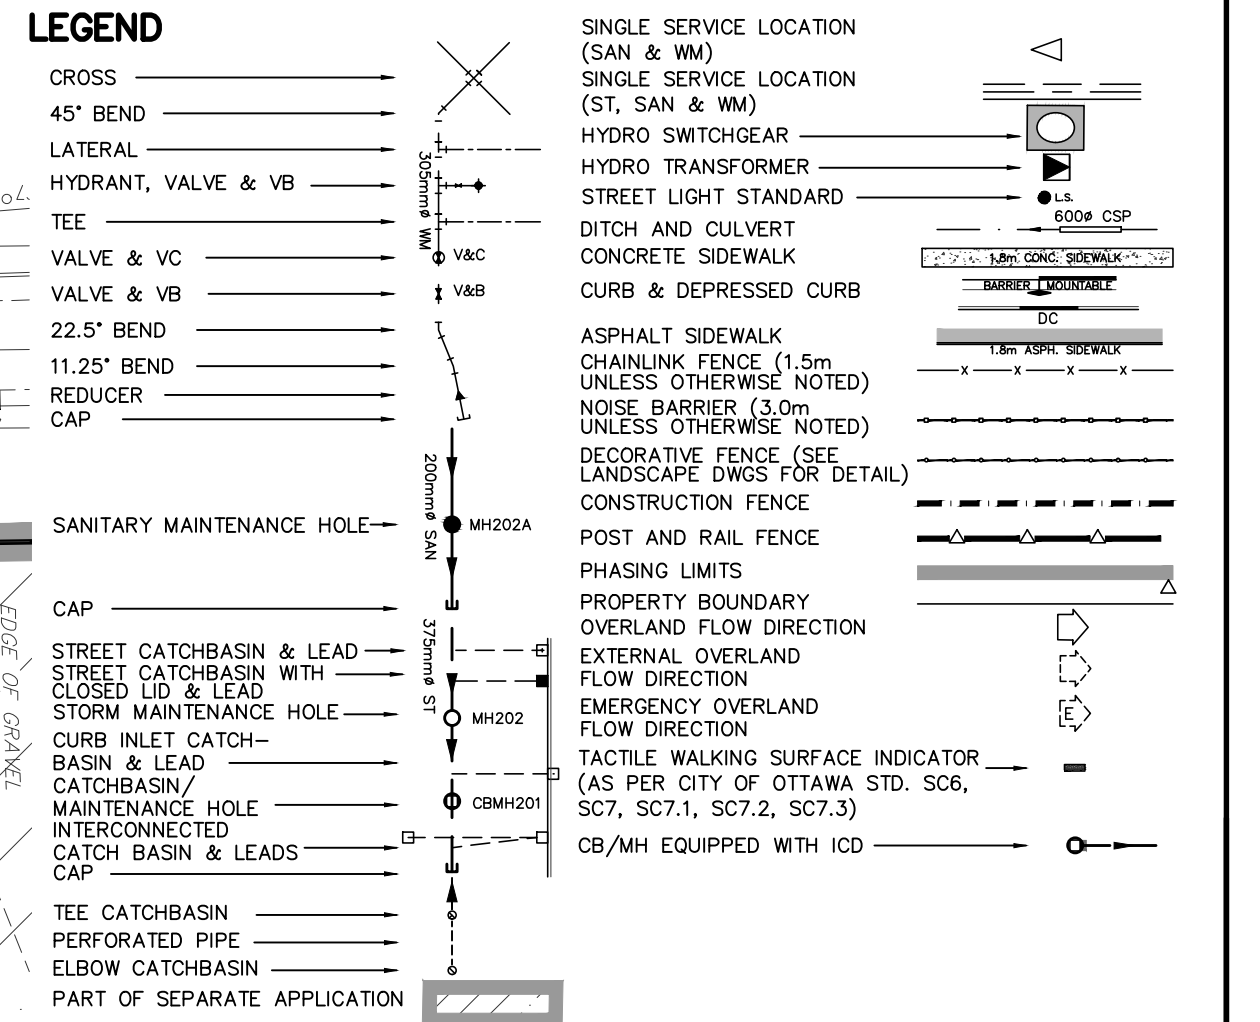 LEGEND
CROSS
45° BEND
LATERAL
HYDRANT, VALVE & VB
TEE
VALVE & VC
VALVE & VB
22.5° BEND
11.25° BEND
REDUCER
CAP
SANITARY MAINTENANCE HOLE
CAP
STREET CATCHBASIN & LEAD
STREET CATCHBASIN WITH
CLOSED LID & LEAD
STORM MAINTENANCE HOLE
CURB INLET CATCH-
BASIN & LEAD
CATCHBASIN/
MAINTENANCE HOLE
INTERCONNECTED
CATCH BASIN & LEADS
CAP
TEE CATCHBASIN
PERFORATED PIPE
ELBOW CATCHBASIN
PART OF SEPARATE APPLICATION
305mmø WM
V&C
V&B
200mmø SAN
MH202A
375mmø ST
MH202
CBMH201
SINGLE SERVICE LOCATION
(SAN & WM)
SINGLE SERVICE LOCATION
(ST, SAN & WM)
HYDRO SWITCHGEAR
HYDRO TRANSFORMER
STREET LIGHT STANDARD
L.S.
DITCH AND CULVERT
600ø CSP
CONCRETE SIDEWALK
1.8m CONC. SIDEWALK
CURB & DEPRESSED CURB
BARRIER MOUNTABLE
DC
ASPHALT SIDEWALK
1.8m ASPH. SIDEWALK
CHAINLINK FENCE (1.5m
UNLESS OTHERWISE NOTED)
X X X X
NOISE BARRIER (3.0m
UNLESS OTHERWISE NOTED)
DECORATIVE FENCE (SEE
LANDSCAPE DWGS FOR DETAIL)
CONSTRUCTION FENCE
POST AND RAIL FENCE
PHASING LIMITS
PROPERTY BOUNDARY
OVERLAND FLOW DIRECTION
EXTERNAL OVERLAND
FLOW DIRECTION
EMERGENCY OVERLAND
FLOW DIRECTION
E
TACTILE WALKING SURFACE INDICATOR
(AS PER CITY OF OTTAWA STD. SC6,
SC7, SC7.1, SC7.2, SC7.3)
CB/MH EQUIPPED WITH ICD
EDGE OF GRAVEL